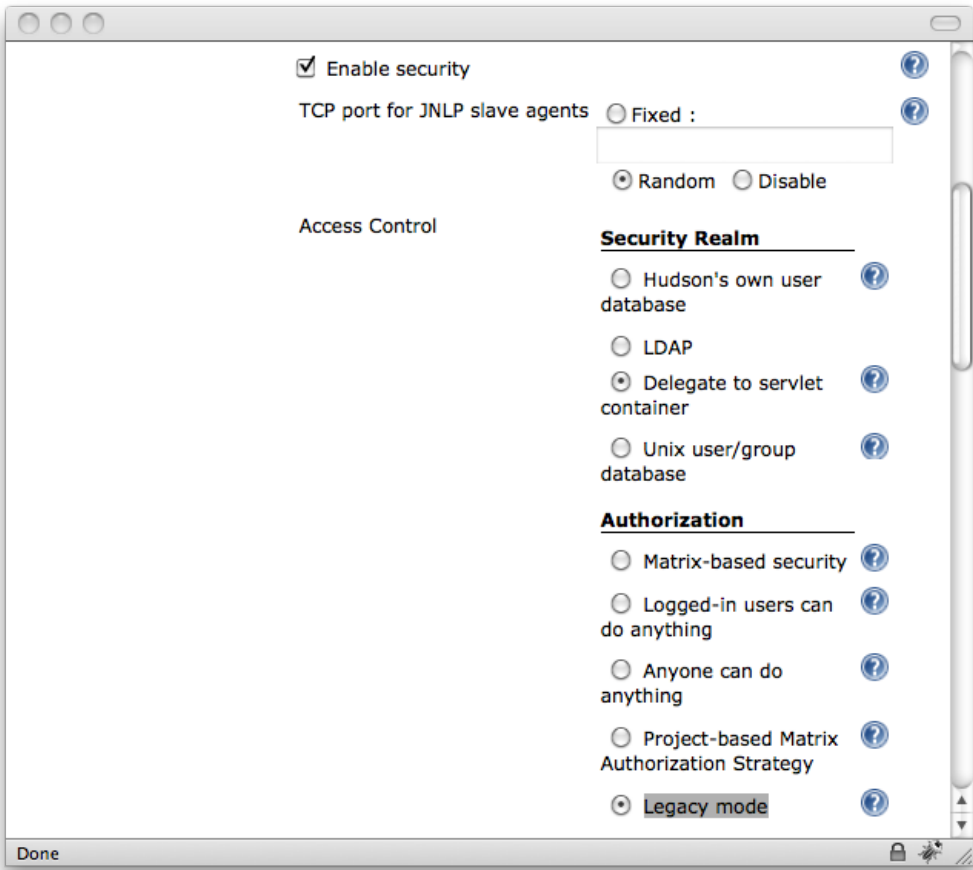 Enable security
TCP port for JNLP slave agents
Fixed :
Random Disable
Access Control
Security Realm
Hudson's own user
database
LDAP
Delegate to servlet
container
Unix user/group
database
Authorization
Matrix-based security
Logged-in users can
do anything
Anyone can do
anything
Project-based Matrix
Authorization Strategy
Legacy mode
Done